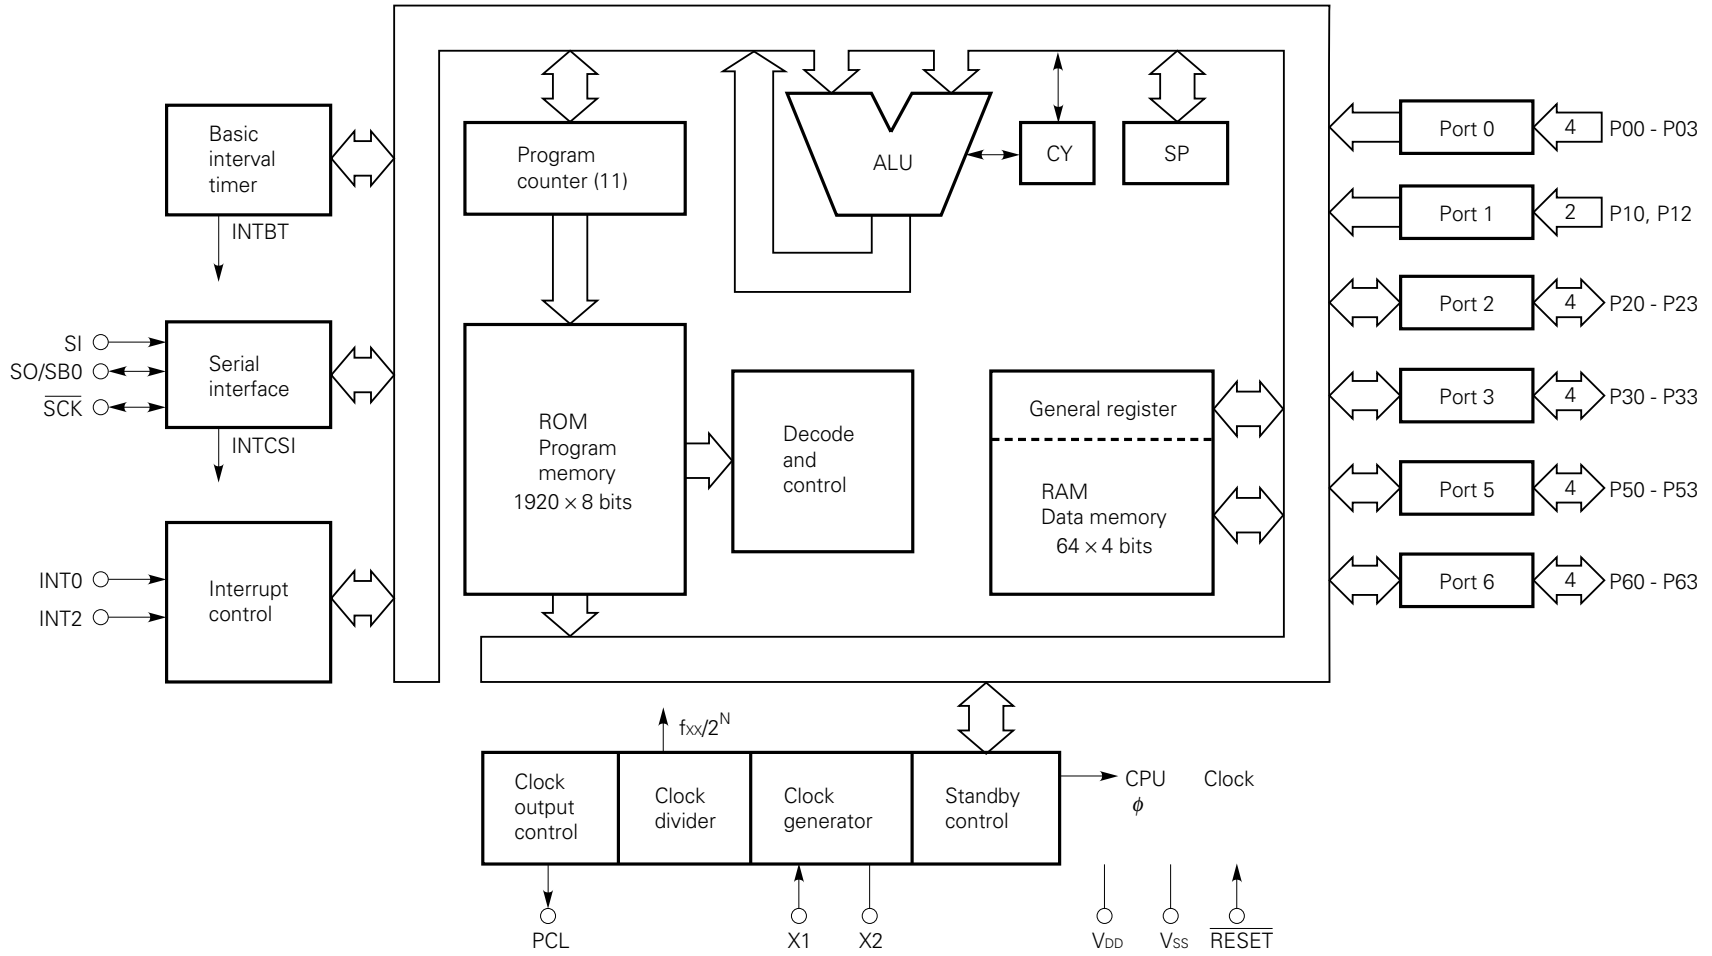 Basic
interval
timer
INTBT
SI
SO/SB0
SCK
Serial
interface
INTCSI
INT0
INT2
Interrupt
control
Program
counter (11)
ALU
CY
SP
ROM
Program
memory
1920 × 8 bits
Decode
and
control
General register
RAM
Data memory
64 × 4 bits
Port 0
4
P00 - P03
Port 1
2
P10, P12
Port 2
4
P20 - P23
Port 3
4
P30 - P33
Port 5
4
P50 - P53
Port 6
4
P60 - P63
fxx/2^N
Clock
output
control
Clock
divider
Clock
generator
Standby
control
CPU Clock
ϕ
PCL
X1
X2
VDD
VSS
RESET